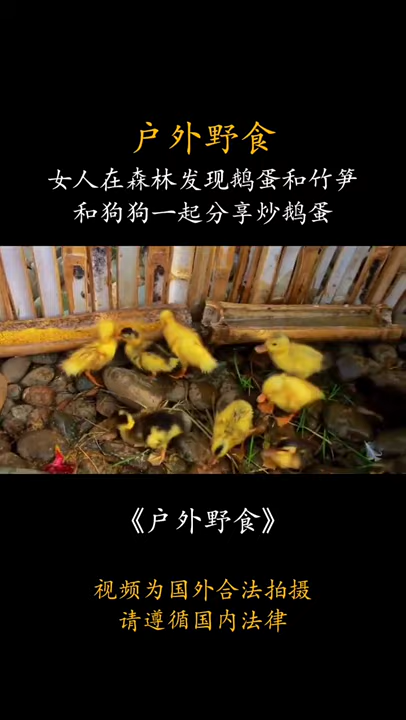 户外野食
女人在森林发现鹅蛋和竹笋
和狗狗一起分享炒鹅蛋
《户外野食》
视频为国外合法拍摄
请遵循国内法律